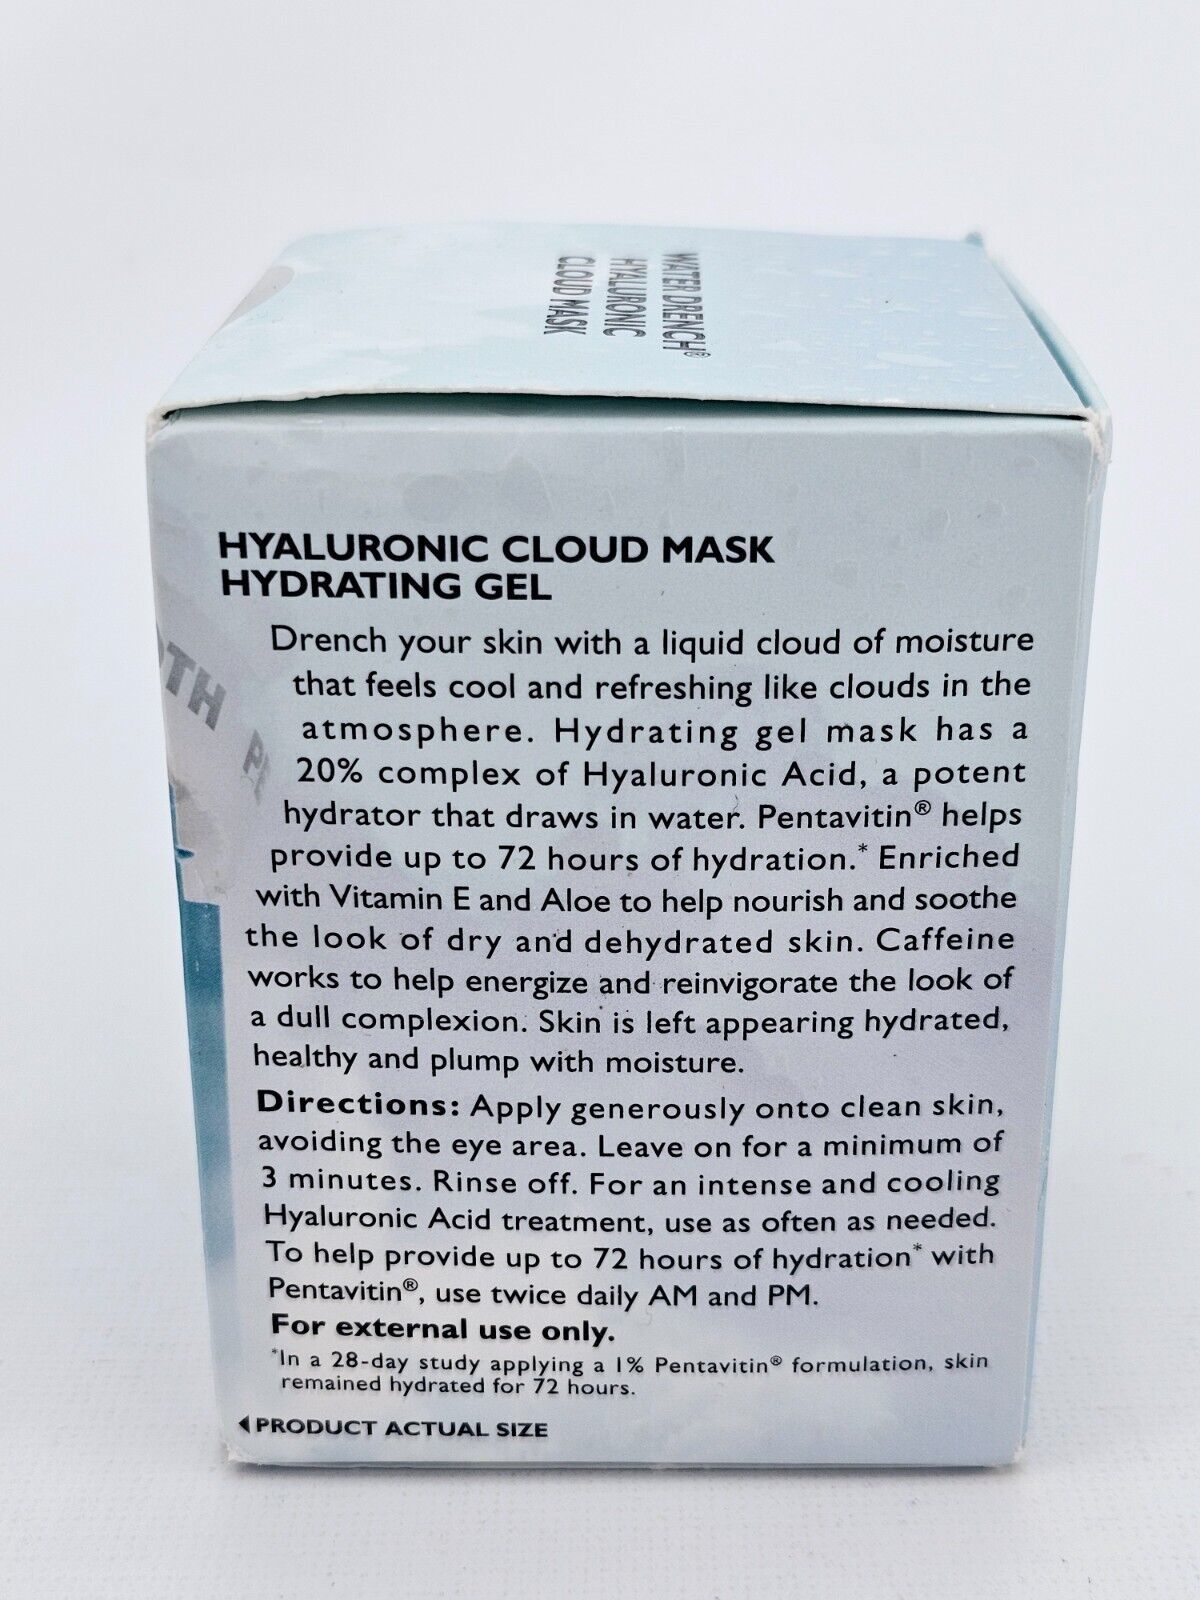 WATER DRENCH®
HYALURONIC
CLOUD MASK
HYALURONIC CLOUD MASK
HYDRATING GEL
Drench your skin with a liquid cloud of moisture
that feels cool and refreshing like clouds in the
atmosphere. Hydrating gel mask has a
20% complex of Hyaluronic Acid, a potent
hydrator that draws in water. Pentavitin® helps
provide up to 72 hours of hydration.* Enriched
with Vitamin E and Aloe to help nourish and soothe
the look of dry and dehydrated skin. Caffeine
works to help energize and reinvigorate the look of
a dull complexion. Skin is left appearing hydrated,
healthy and plump with moisture.
Directions: Apply generously onto clean skin,
avoiding the eye area. Leave on for a minimum of
3 minutes. Rinse off. For an intense and cooling
Hyaluronic Acid treatment, use as often as needed.
To help provide up to 72 hours of hydration* with
Pentavitin®, use twice daily AM and PM.
For external use only.
*In a 28-day study applying a 1% Pentavitin® formulation, skin
remained hydrated for 72 hours.
◀PRODUCT ACTUAL SIZE